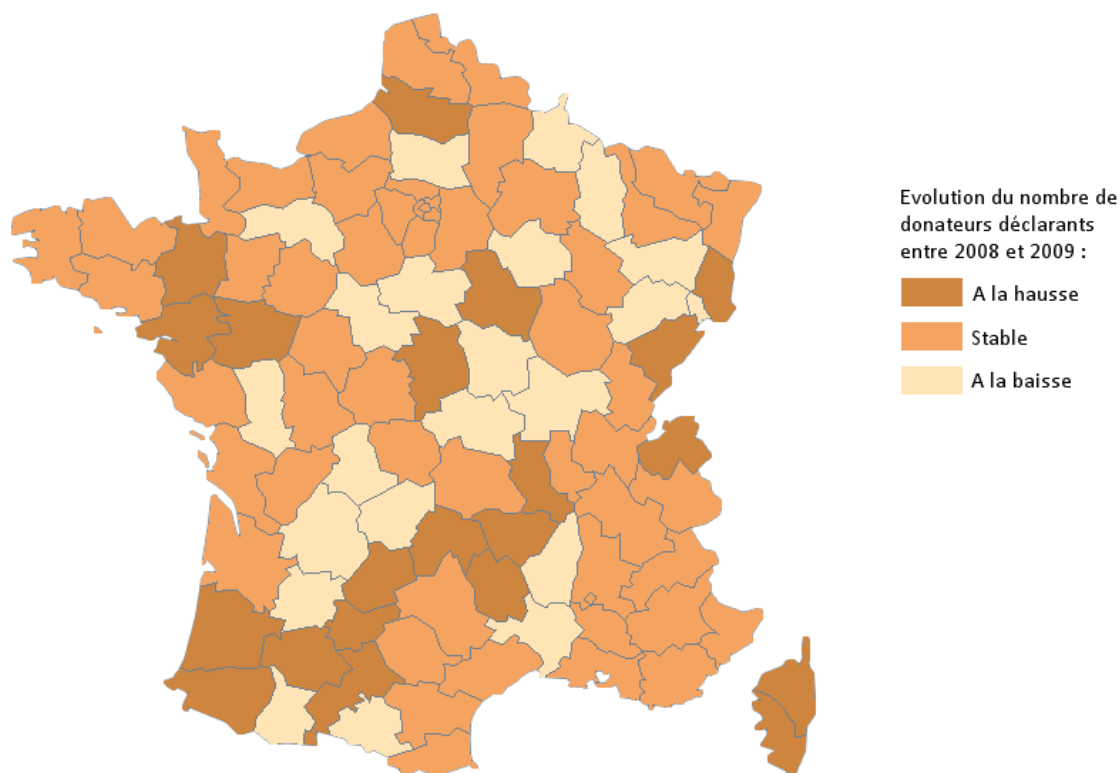 Evolution du nombre de
donateurs déclarants
entre 2008 et 2009 :
A la hausse
Stable
A la baisse